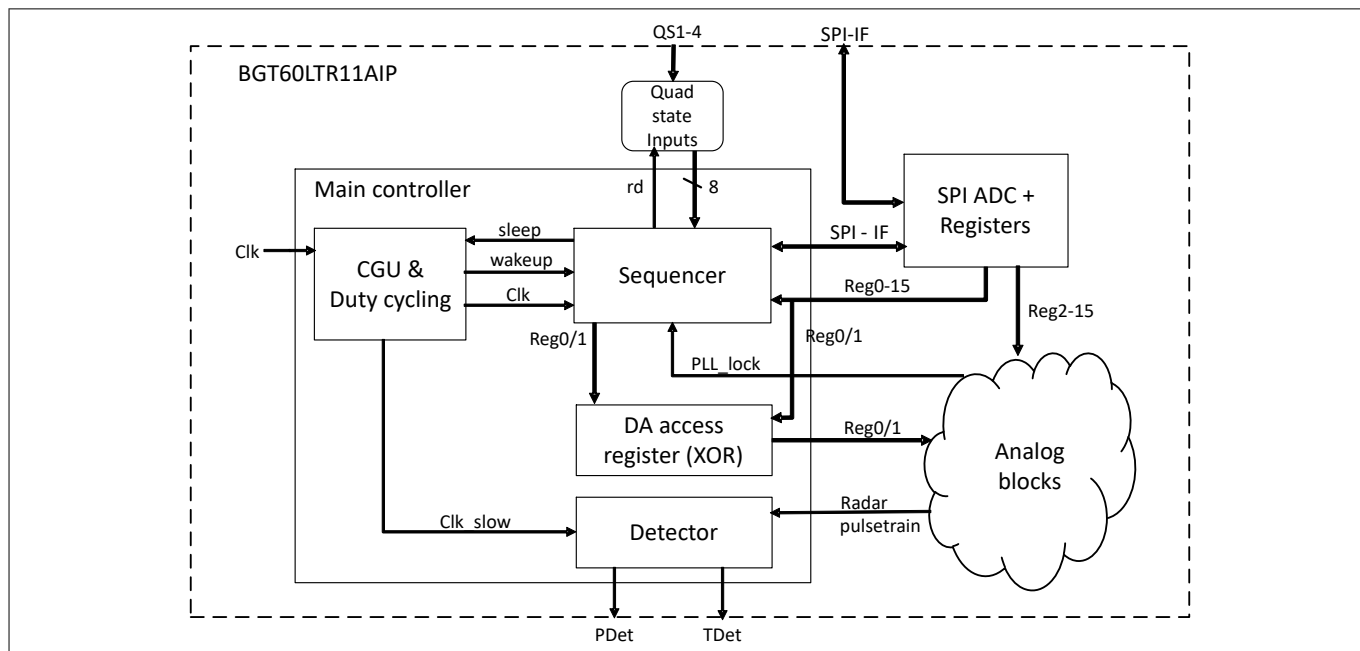 QS1-4
SPI-IF
BGT60LTR11AIP
Quad
state
Inputs
Main controller
rd
8
SPI ADC +
Registers
Clk
CGU &
Duty cycling
sleep
wakeup
Clk
Sequencer
SPI - IF
Reg0-15
Reg2-15
Reg0/1
Reg0/1
PLL_lock
DA access
register (XOR)
Reg0/1
Analog
blocks
Clk_slow
Detector
Radar
pulsetrain
PDet
TDet